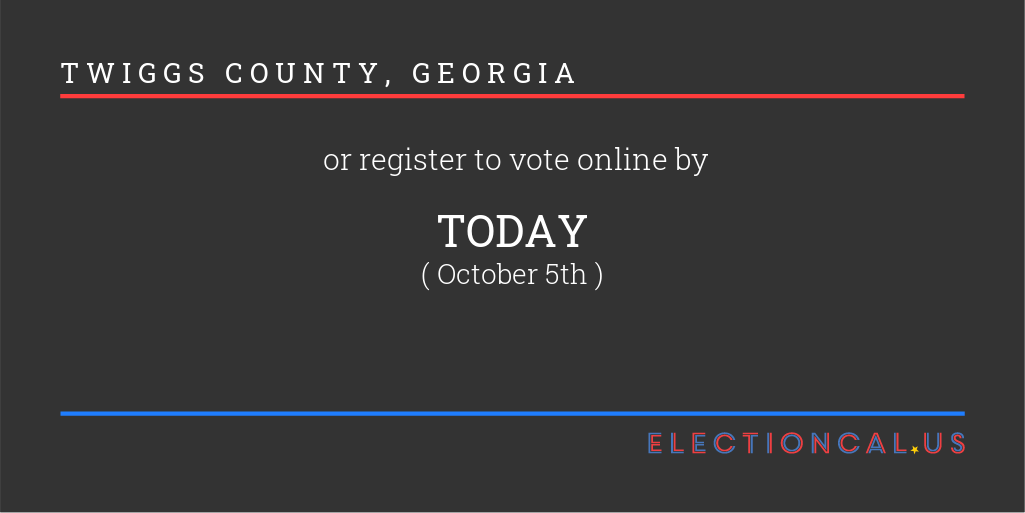 TWIGGS COUNTY, GEORGIA
or register to vote online by
TODAY
( October 5th )
ELECTIONCAL.US